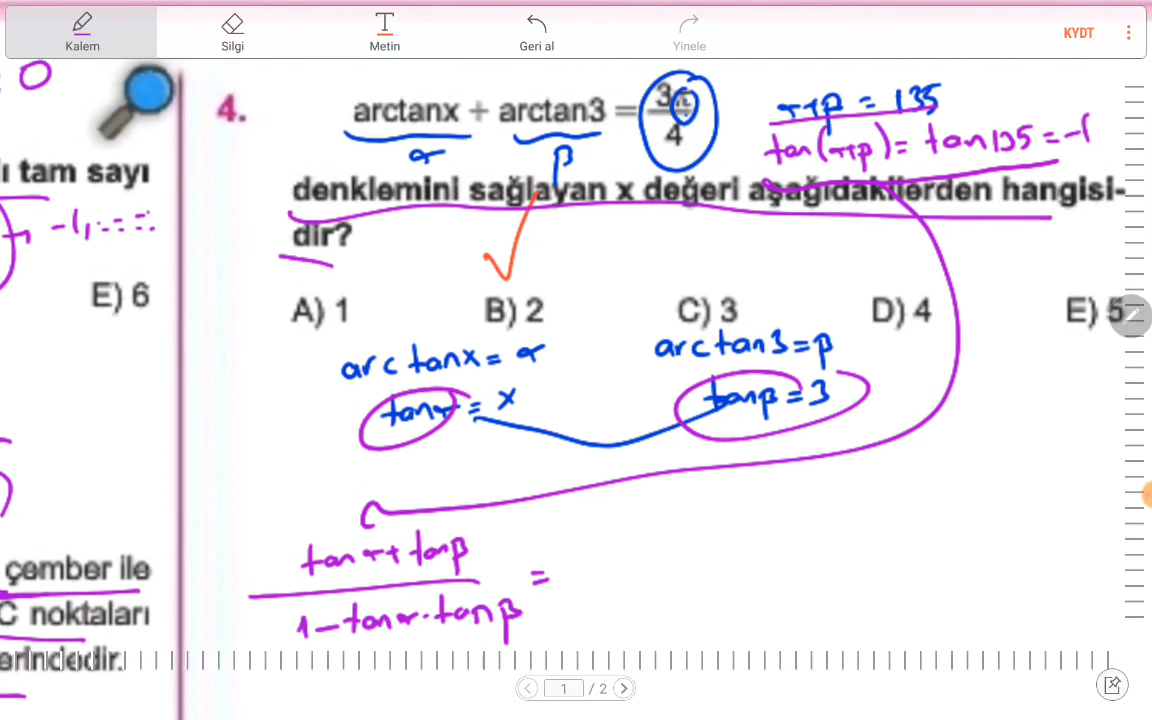 Kalem
Silgi
Metin
Geri al
Yinele
KYDT
0
4. arctanx + arctan3 = 3π/4
α
β
α+β = 135
tan(α+β) = tan135 = -1
denklemini sağlayan x değeri aşağıdakilerden hangisi-
dir?
A) 1 B) 2 C) 3 D) 4 E) 5
arctanx = α
arctan3 = β
tanα = x
tanβ = 3
tanα + tanβ
1 - tanα . tanβ
=
ı tam sayı
E) 6
çember ile
C noktaları
erindedir.
1 / 2